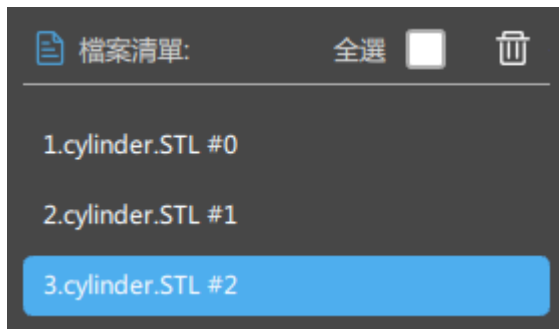 檔案清單: 全選
1.cylinder.STL #0
2.cylinder.STL #1
3.cylinder.STL #2